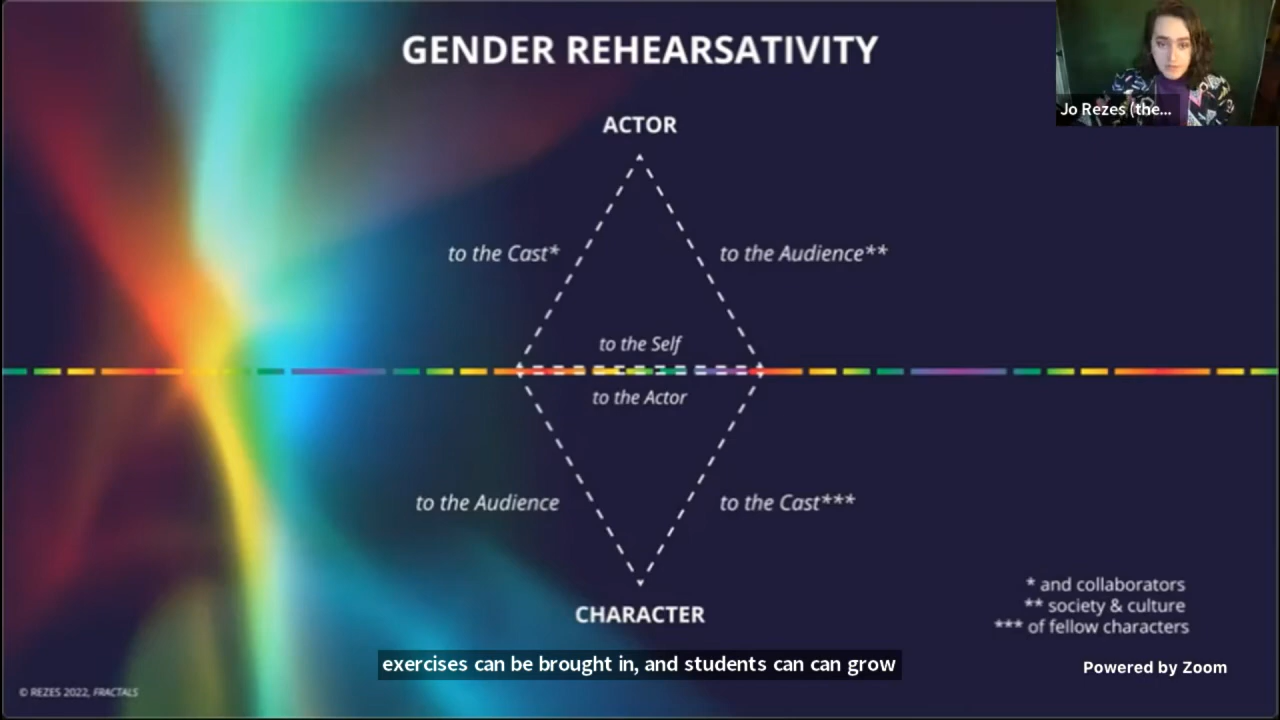 GENDER REHEARSATIVITY
Jo Rezes (the...
ACTOR
to the Cast*
to the Audience**
to the Self
to the Actor
to the Audience
to the Cast***
CHARACTER
* and collaborators
** society & culture
*** of fellow characters
exercises can be brought in, and students can can grow
Powered by Zoom
© REZES 2022, FRACTALS